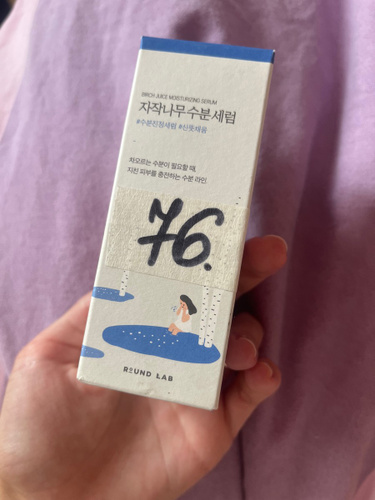 BIRCH JUICE MOISTURIZING SERUM
자작나무 수분 세럼
#수분진정세럼 #산뜻재움
차오르는 수분이 필요할 때,
지친 피부를 충전하는 수분 라인
76.
ROUND LAB